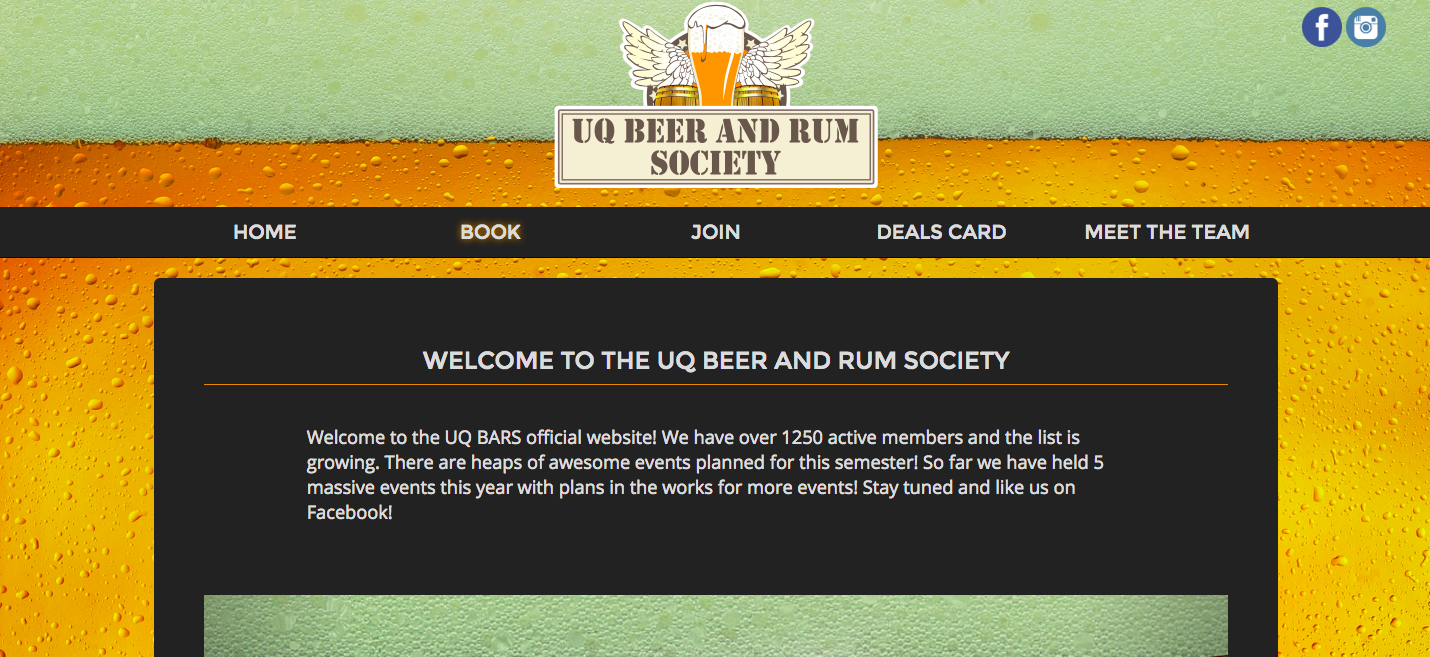 UQ BEER AND RUM
SOCIETY
HOME
BOOK
JOIN
DEALS CARD
MEET THE TEAM
WELCOME TO THE UQ BEER AND RUM SOCIETY
Welcome to the UQ BARS official website! We have over 1250 active members and the list is
growing. There are heaps of awesome events planned for this semester! So far we have held 5
massive events this year with plans in the works for more events! Stay tuned and like us on
Facebook!